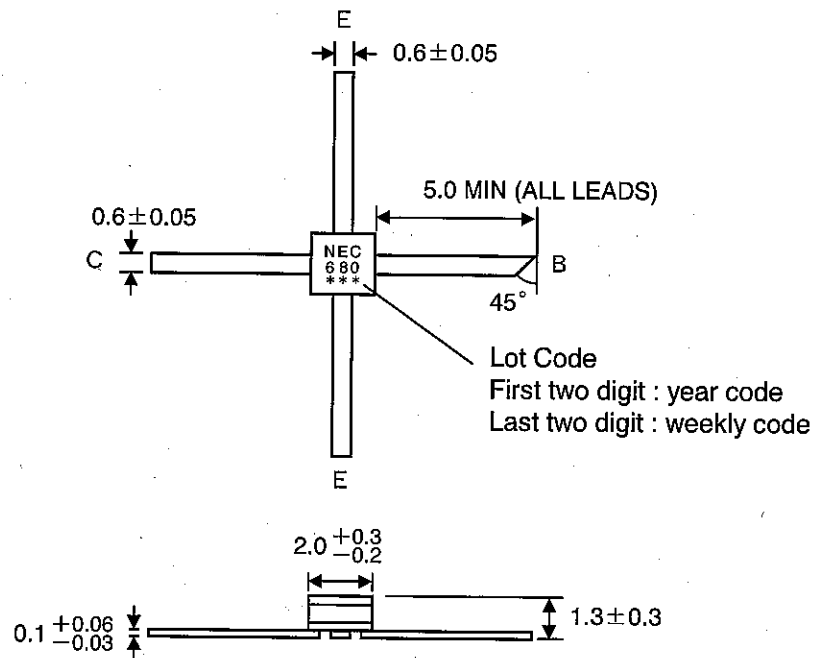 E
0.6±0.05
5.0 MIN (ALL LEADS)
0.6±0.05
C
NEC
680
***
B
45°
Lot Code
First two digit : year code
Last two digit : weekly code
E
2.0 +0.3
−0.2
0.1 +0.06
−0.03
1.3±0.3